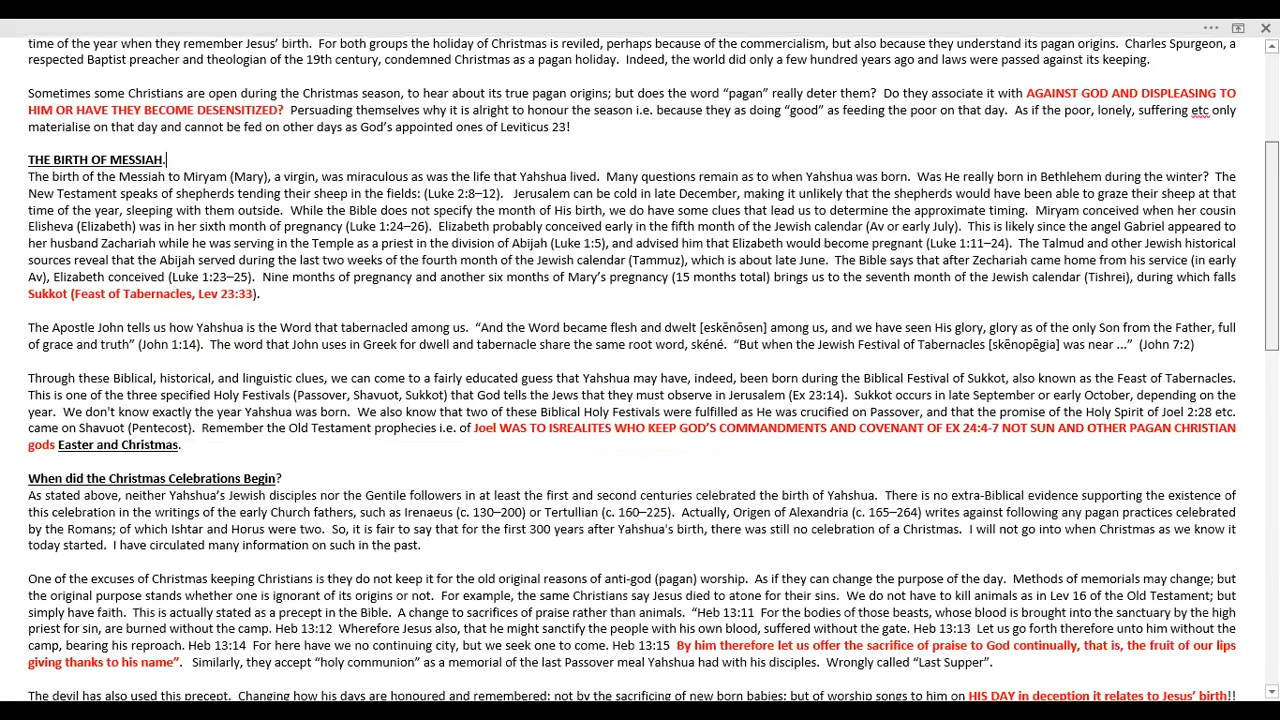 time of the year when they remember Jesus' birth.  For both groups the holiday of Christmas is reviled, perhaps because of the commercialism, but also because they understand its pagan origins.  Charles Spurgeon, a
respected Baptist preacher and theologian of the 19th century, condemned Christmas as a pagan holiday.  Indeed, the world did only a few hundred years ago and laws were passed against its keeping.
Sometimes some Christians are open during the Christmas season, to hear about its true pagan origins; but does the word "pagan" really deter them?  Do they associate it with AGAINST GOD AND DISPLEASING TO
HIM OR HAVE THEY BECOME DESENSITIZED?  Persuading themselves why it is alright to honour the season i.e. because they as doing "good" as feeding the poor on that day.  As if the poor, lonely, suffering etc only
materialise on that day and cannot be fed on other days as God's appointed ones of Leviticus 23!
THE BIRTH OF MESSIAH.
The birth of the Messiah to Miryam (Mary), a virgin, was miraculous as was the life that Yahshua lived.  Many questions remain as to when Yahshua was born.  Was He really born in Bethlehem during the winter?  The
New Testament speaks of shepherds tending their sheep in the fields: (Luke 2:8–12).  Jerusalem can be cold in late December, making it unlikely that the shepherds would have been able to graze their sheep at that
time of the year, sleeping with them outside.  While the Bible does not specify the month of His birth, we do have some clues that lead us to determine the approximate timing.  Miryam conceived when her cousin
Elisheva (Elizabeth) was in her sixth month of pregnancy (Luke 1:24–26).  Elizabeth probably conceived early in the fifth month of the Jewish calendar (Av or early July).  This is likely since the angel Gabriel appeared to
her husband Zachariah while he was serving in the Temple as a priest in the division of Abijah (Luke 1:5), and advised him that Elizabeth would become pregnant (Luke 1:11–24).  The Talmud and other Jewish historical
sources reveal that the Abijah served during the last two weeks of the fourth month of the Jewish calendar (Tammuz), which is about late June.  The Bible says that after Zechariah came home from his service (in early
Av), Elizabeth conceived (Luke 1:23–25).  Nine months of pregnancy and another six months of Mary's pregnancy (15 months total) brings us to the seventh month of the Jewish calendar (Tishrei), during which falls
Sukkot (Feast of Tabernacles, Lev 23:33).
The Apostle John tells us how Yahshua is the Word that tabernacled among us.  "And the Word became flesh and dwelt [eskēnōsen] among us, and we have seen His glory, glory as of the only Son from the Father, full
of grace and truth" (John 1:14).  The word that John uses in Greek for dwell and tabernacle share the same root word, skéné.  "But when the Jewish Festival of Tabernacles [skēnopēgia] was near ..."  (John 7:2)
Through these Biblical, historical, and linguistic clues, we can come to a fairly educated guess that Yahshua may have, indeed, been born during the Biblical Festival of Sukkot, also known as the Feast of Tabernacles.
This is one of the three specified Holy Festivals (Passover, Shavuot, Sukkot) that God tells the Jews that they must observe in Jerusalem (Ex 23:14).  Sukkot occurs in late September or early October, depending on the
year.  We don't know exactly the year Yahshua was born.  We also know that two of these Biblical Holy Festivals were fulfilled as He was crucified on Passover, and that the promise of the Holy Spirit of Joel 2:28 etc.
came on Shavuot (Pentecost).  Remember the Old Testament prophecies i.e. of Joel WAS TO ISREALITES WHO KEEP GOD'S COMMANDMENTS AND COVENANT OF EX 24:4-7 NOT SUN AND OTHER PAGAN CHRISTIAN
gods Easter and Christmas.
When did the Christmas Celebrations Begin?
As stated above, neither Yahshua's Jewish disciples nor the Gentile followers in at least the first and second centuries celebrated the birth of Yahshua.  There is no extra-Biblical evidence supporting the existence of
this celebration in the writings of the early Church fathers, such as Irenaeus (c. 130–200) or Tertullian (c. 160–225).  Actually, Origen of Alexandria (c. 165–264) writes against following any pagan practices celebrated
by the Romans; of which Ishtar and Horus were two.  So, it is fair to say that for the first 300 years after Yahshua's birth, there was still no celebration of a Christmas.  I will not go into when Christmas as we know it
today started.  I have circulated many information on such in the past.
One of the excuses of Christmas keeping Christians is they do not keep it for the old original reasons of anti-god (pagan) worship.  As if they can change the purpose of the day.  Methods of memorials may change; but
the original purpose stands whether one is ignorant of its origins or not.  For example, the same Christians say Jesus died to atone for their sins.  We do not have to kill animals as in Lev 16 of the Old Testament; but
simply have faith.  This is actually stated as a precept in the Bible.  A change to sacrifices of praise rather than animals.  "Heb 13:11  For the bodies of those beasts, whose blood is brought into the sanctuary by the high
priest for sin, are burned without the camp. Heb 13:12  Wherefore Jesus also, that he might sanctify the people with his own blood, suffered without the gate. Heb 13:13  Let us go forth therefore unto him without the
camp, bearing his reproach. Heb 13:14  For here have we no continuing city, but we seek one to come. Heb 13:15  By him therefore let us offer the sacrifice of praise to God continually, that is, the fruit of our lips
giving thanks to his name".  Similarly, they accept "holy communion" as a memorial of the last Passover meal Yahshua had with his disciples.  Wrongly called "Last Supper".
The devil has also used this precept.  Changing how his days are honoured and remembered; not by the sacrificing of new born babies; but of worship songs to him on HIS DAY in deception it relates to Jesus' birth!!